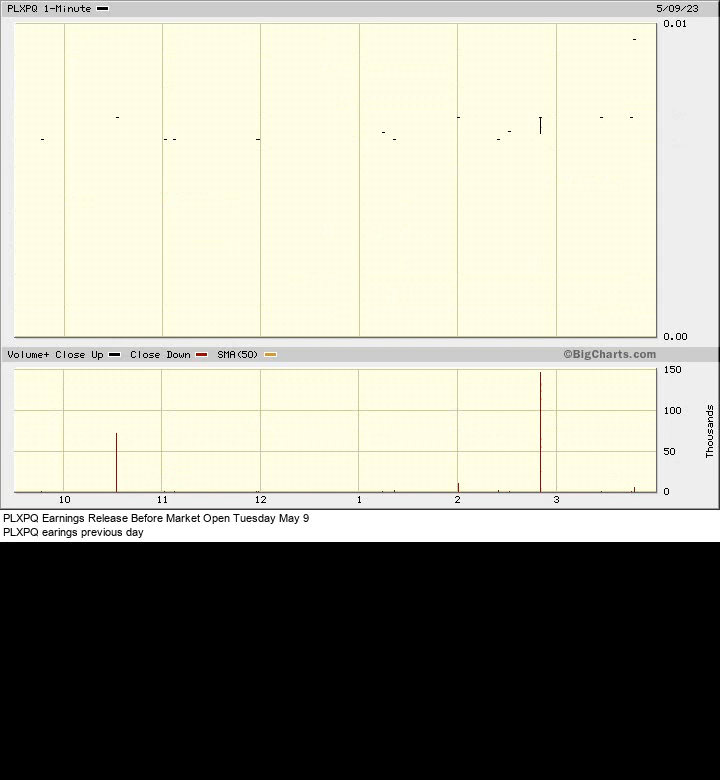 PLXPQ 1-Minute 5/09/23
0.01
0.00
Volume+ Close Up Close Down SMA(50) ©BigCharts.com
150
100
50
0
Thousands
10 11 12 1 2 3
PLXPQ Earnings Release Before Market Open Tuesday May 9
PLXPQ earings previous day